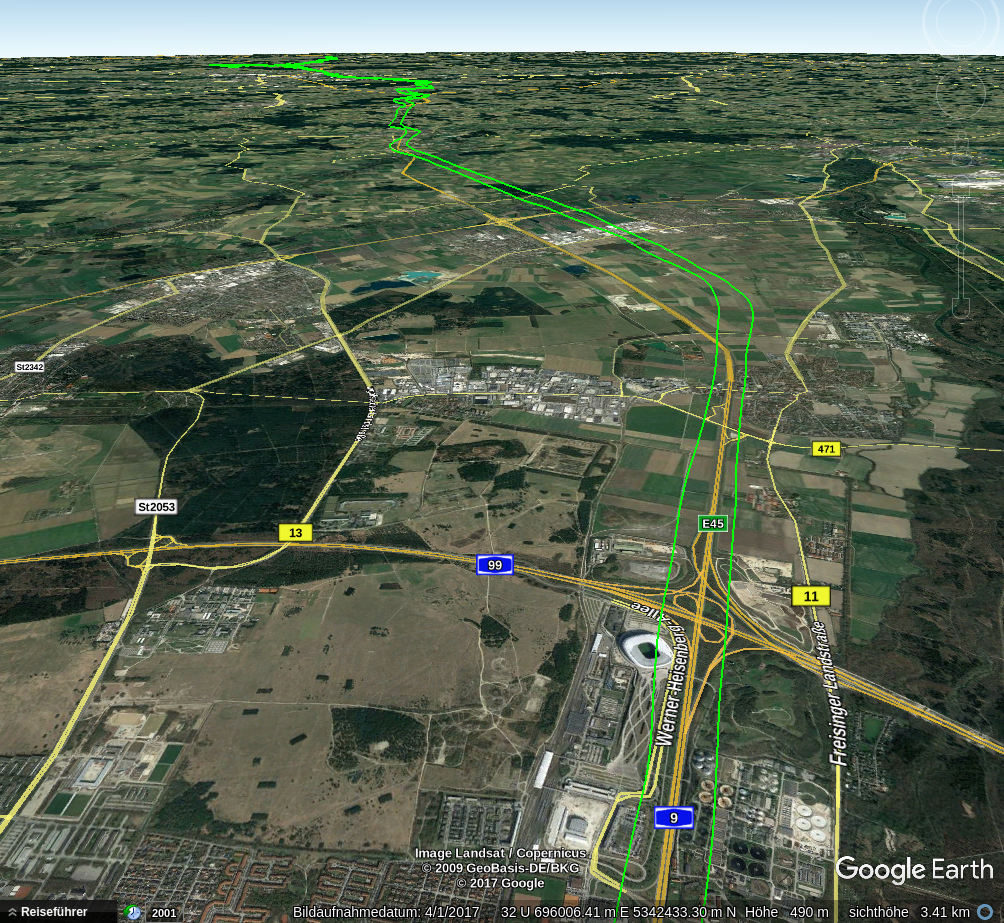 St2342
471
St2053
E45
13
99
11
Allee
Werner-Heisenberg-
Freisinger-Landstraße
9
Image Landsat / Copernicus
© 2009 GeoBasis-DE/BKG
© 2017 Google
Google Earth
Reiseführer
2001
Bildaufnahmedatum: 4/1/2017 32 U 696006.41 m E 5342433.30 m N Höhe 490 m sichthöhe 3.41 km